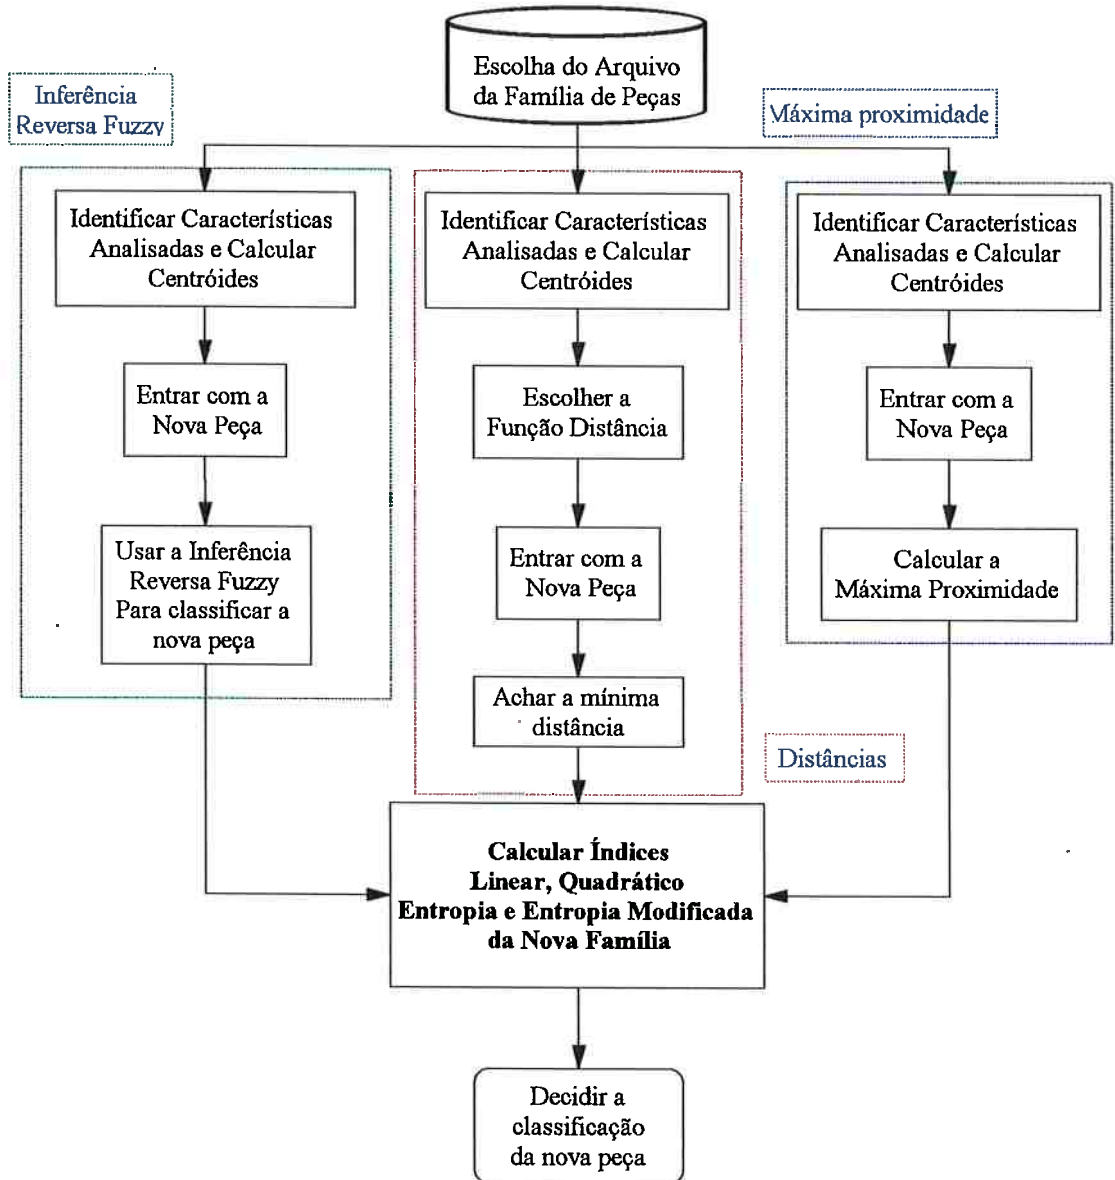 Escolha do Arquivo
da Família de Peças
Inferência
Reversa Fuzzy
Máxima proximidade
Identificar Características
Analisadas e Calcular
Centróides
Entrar com a
Nova Peça
Usar a Inferência
Reversa Fuzzy
Para classificar a
nova peça
Identificar Características
Analisadas e Calcular
Centróides
Escolher a
Função Distância
Entrar com a
Nova Peça
Achar a mínima
distância
Distâncias
Identificar Características
Analisadas e Calcular
Centróides
Entrar com a
Nova Peça
Calcular a
Máxima Proximidade
Calcular Índices
Linear, Quadrático
Entropia e Entropia Modificada
da Nova Família
Decidir a
classificação
da nova peça